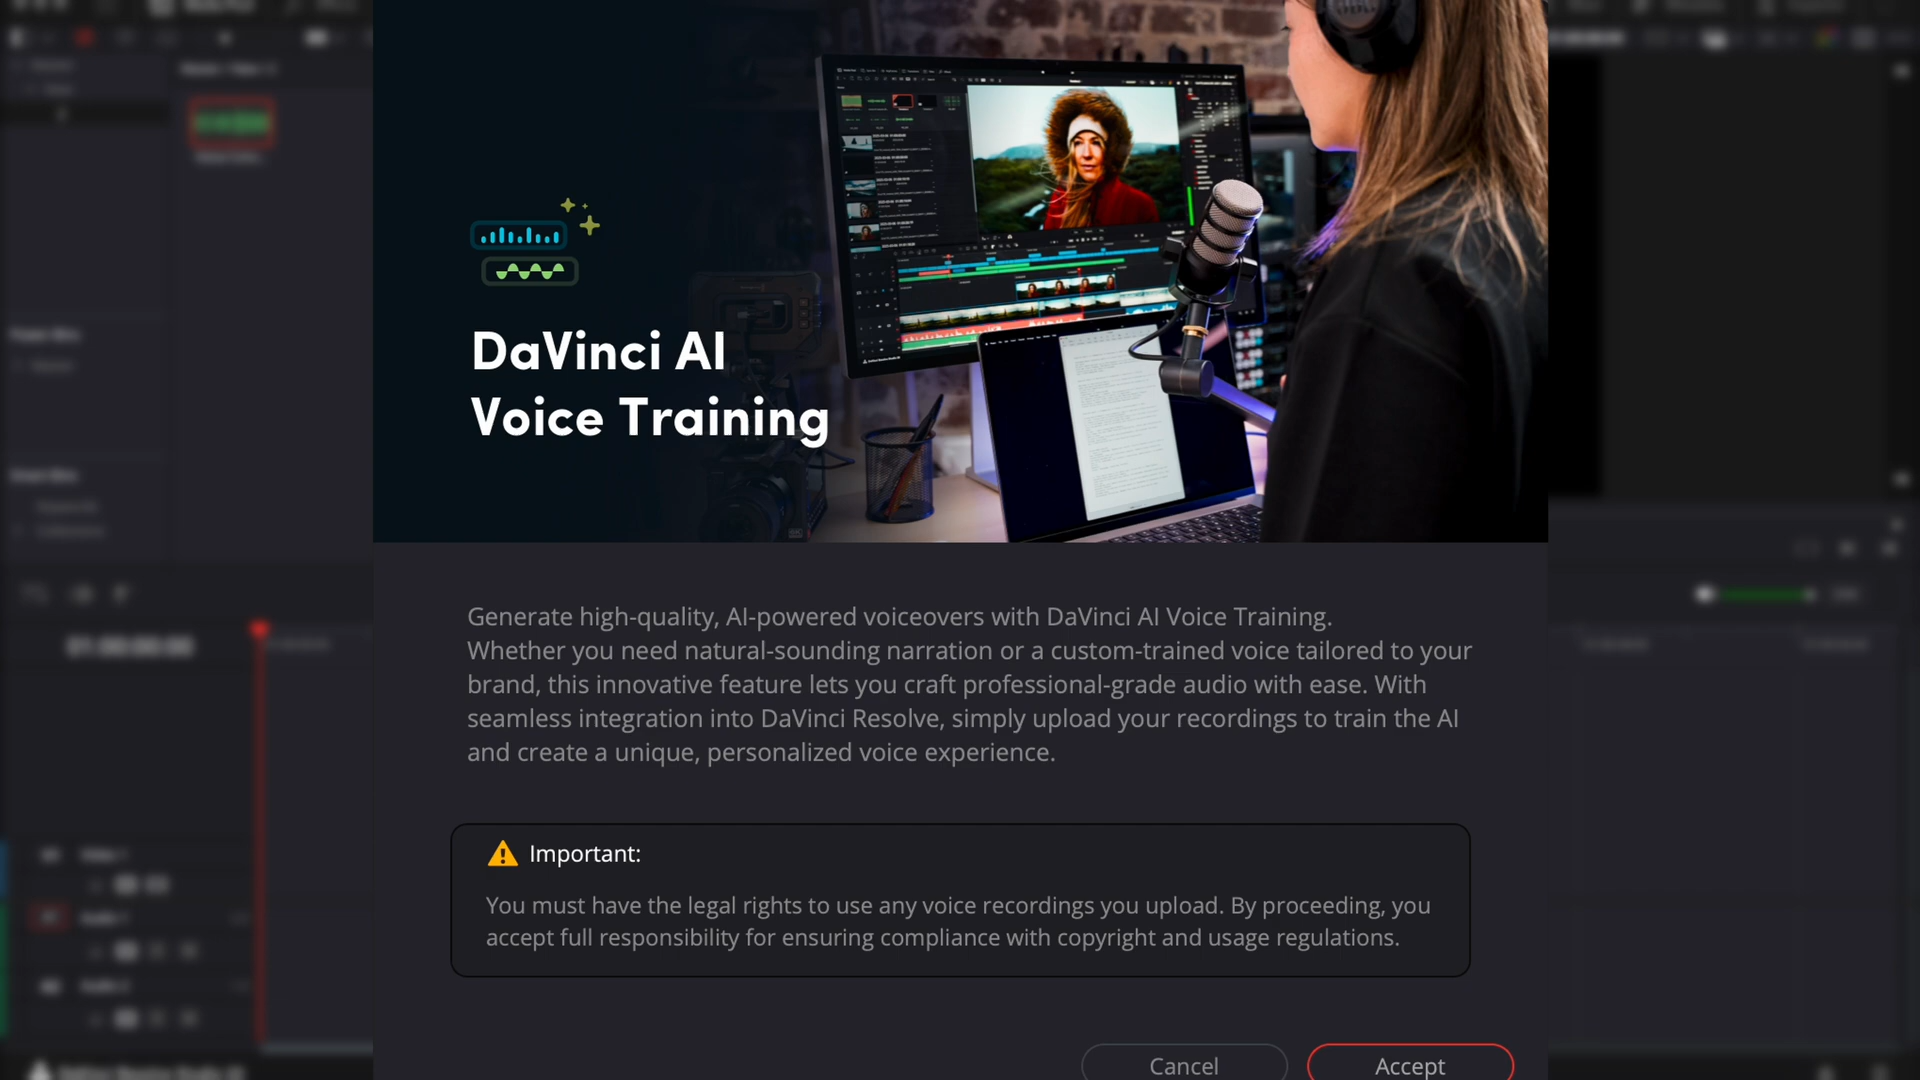 DaVinci AI
Voice Training
Generate high-quality, AI-powered voiceovers with DaVinci AI Voice Training.
Whether you need natural-sounding narration or a custom-trained voice tailored to your
brand, this innovative feature lets you craft professional-grade audio with ease. With
seamless integration into DaVinci Resolve, simply upload your recordings to train the AI
and create a unique, personalized voice experience.
Important:
You must have the legal rights to use any voice recordings you upload. By proceeding, you
accept full responsibility for ensuring compliance with copyright and usage regulations.
Cancel
Accept